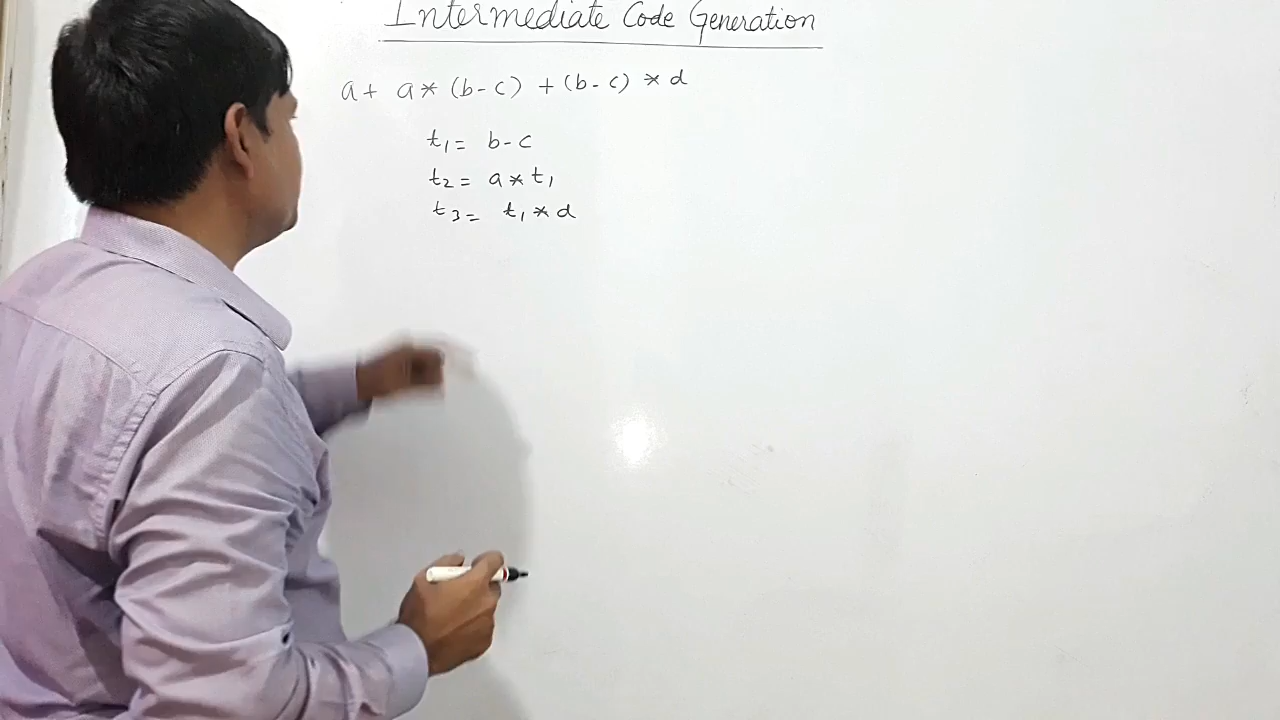 Intermediate Code Generation
a + a * (b - c) + (b - c) * d
t₁ = b - c
t₂ = a * t₁
t₃ = t₁ * d